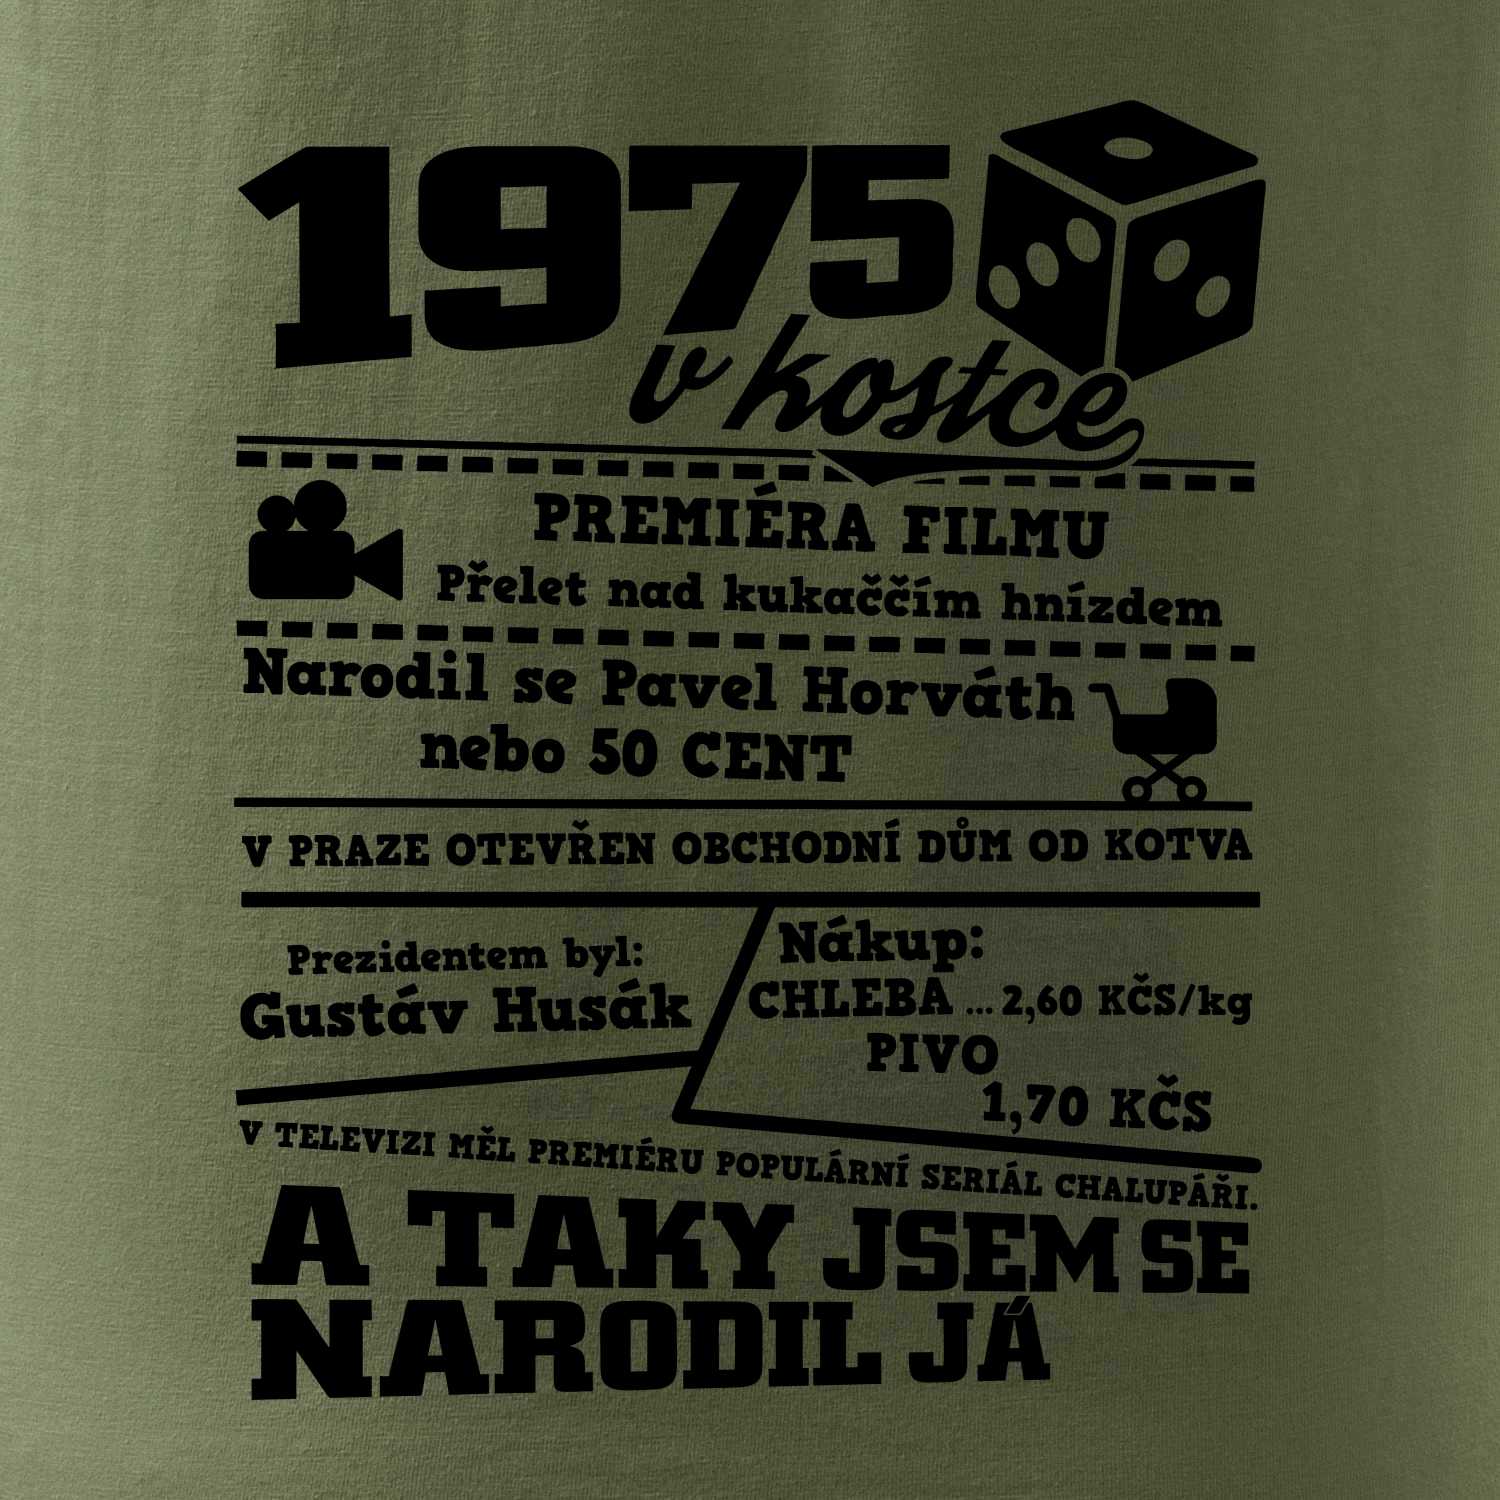 1975
v kostce
PREMIÉRA FILMU
Přelet nad kukaččím hnízdem
Narodil se Pavel Horváth
nebo 50 CENT
V PRAZE OTEVŘEN OBCHODNÍ DŮM OD KOTVA
Prezidentem byl:
Gustáv Husák
Nákup:
CHLEBA ... 2,60 KČS/kg
PIVO
1,70 KČS
V TELEVIZI MĚL PREMIÉRU POPULÁRNÍ SERIÁL CHALUPÁŘI.
A TAKY JSEM SE
NARODIL JÁ